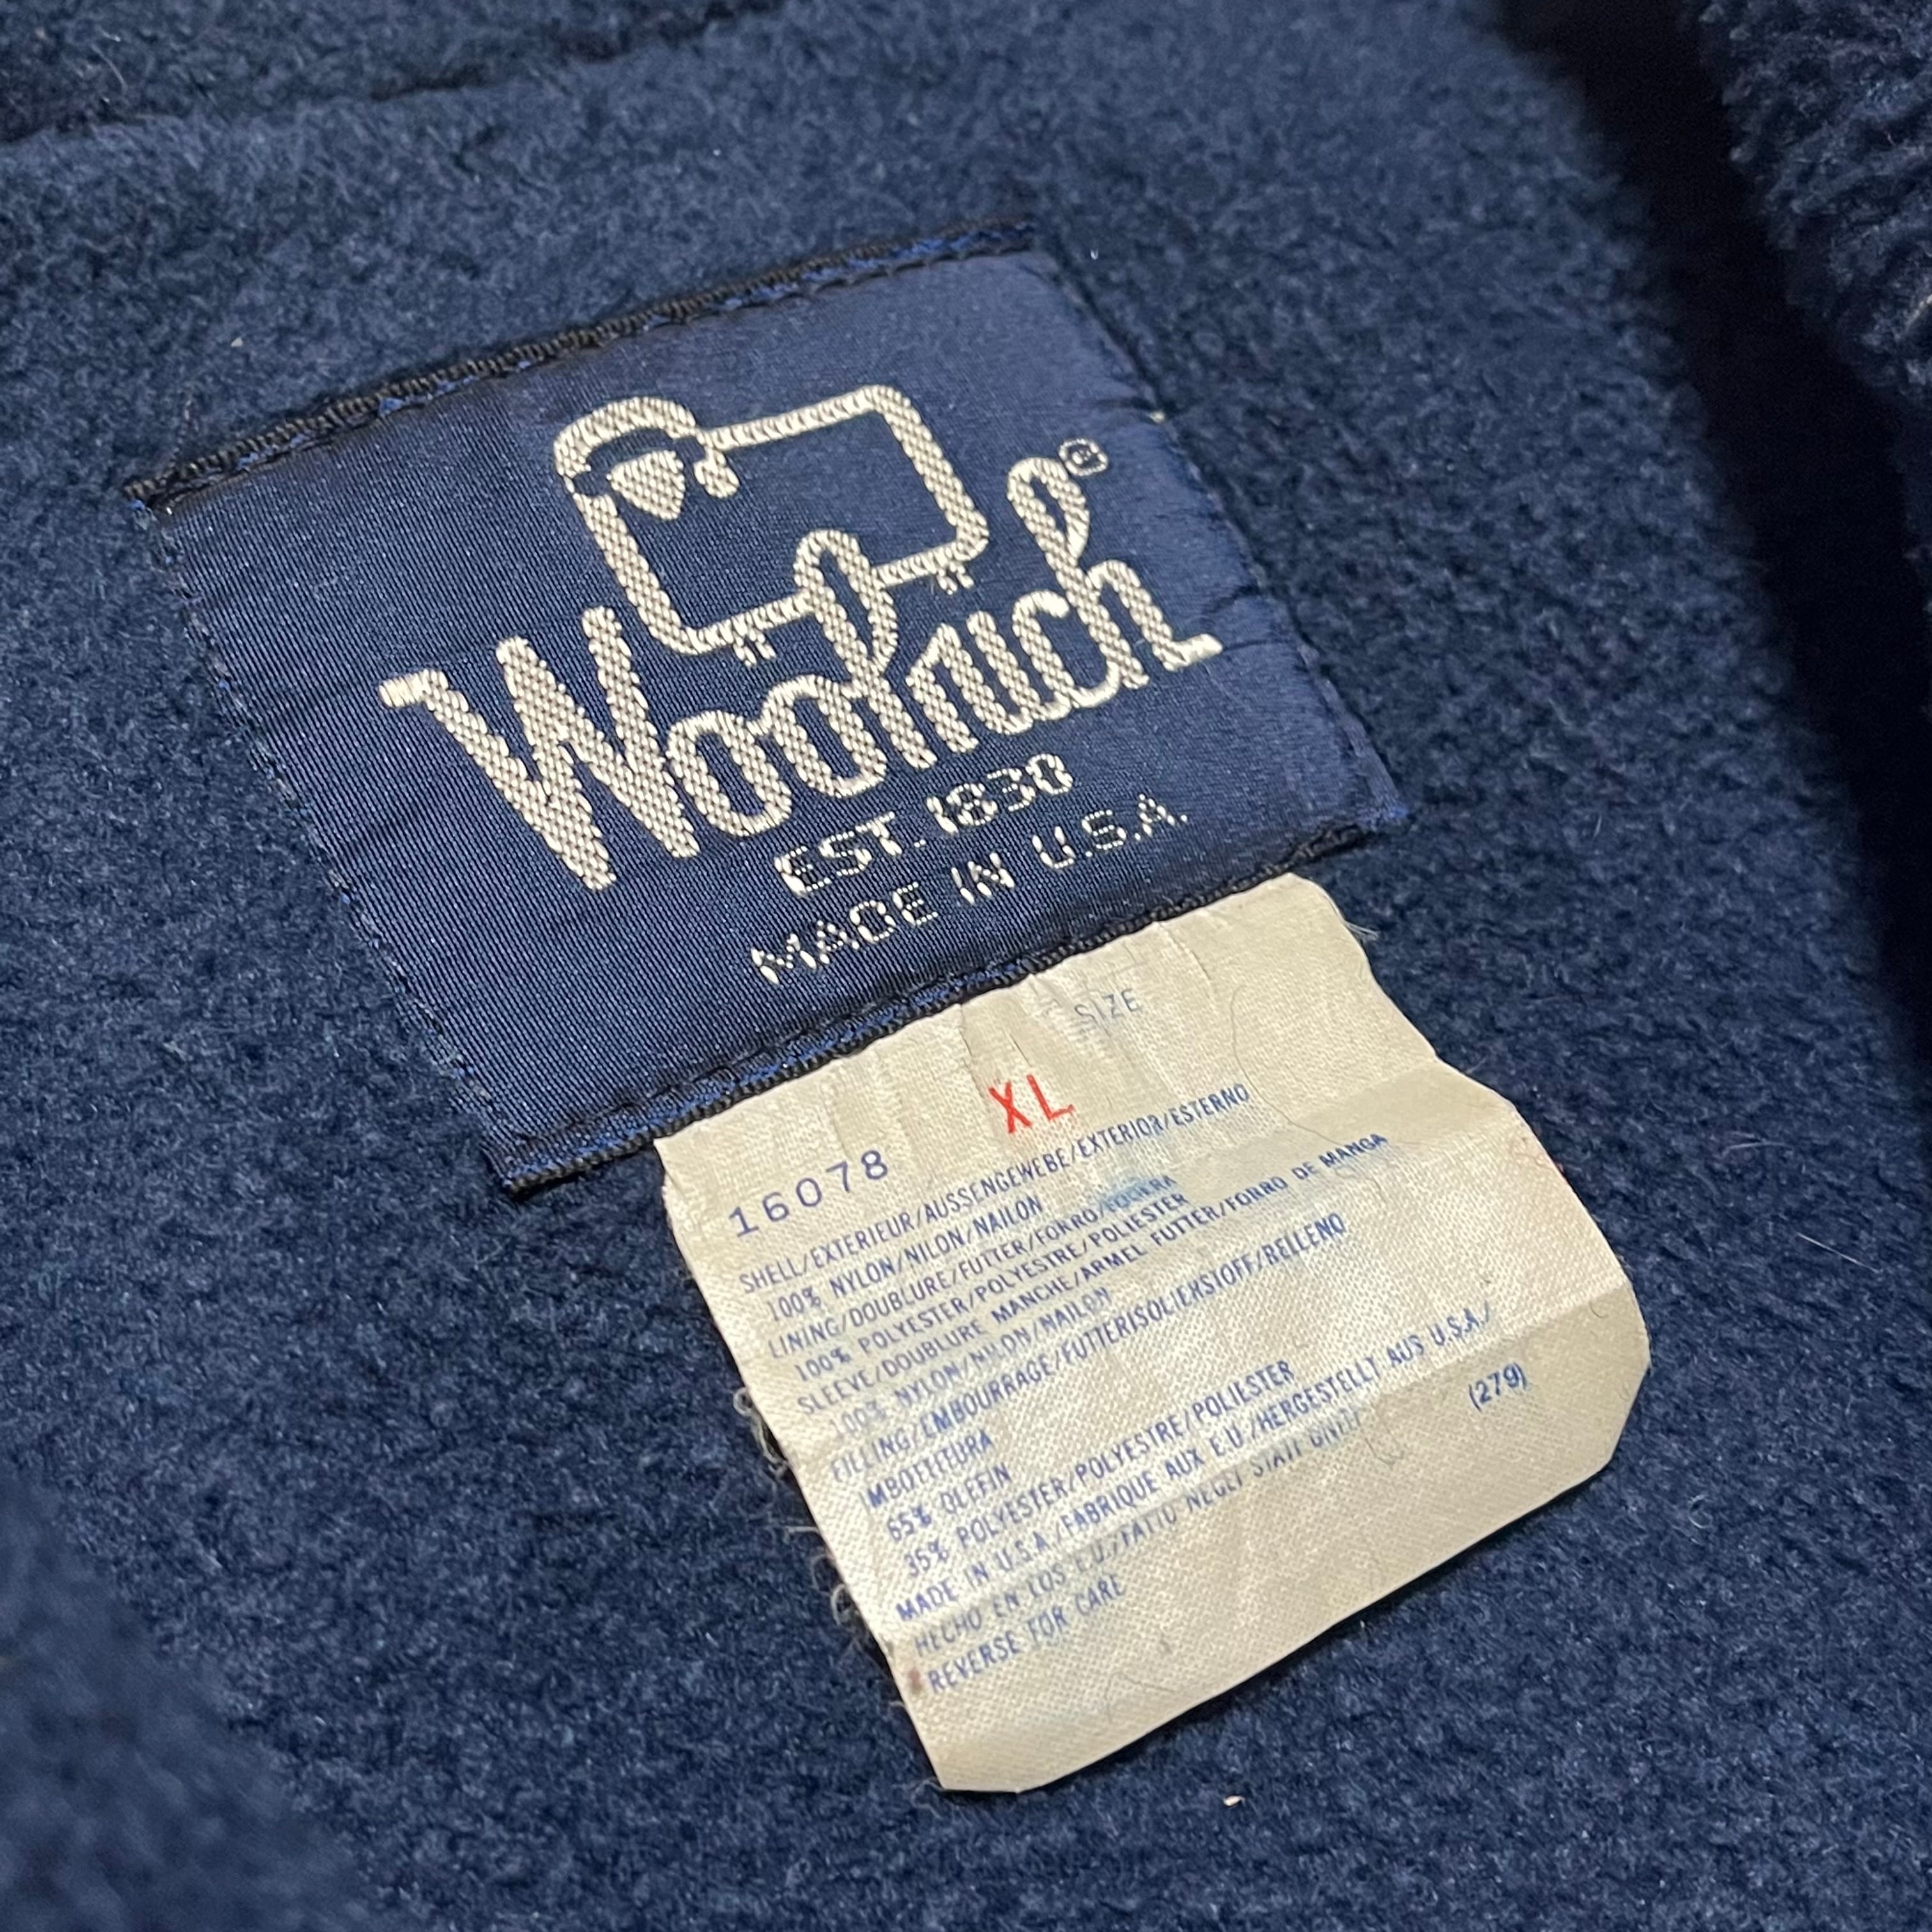 Woolrich®
EST. 1830
MADE IN U.S.A.
SIZE
XL
16078
SHELL/EXTERIEUR/AUSSENGEWEBE/EXTERIOR/ESTERNO
100% NYLON/NILON/NAILON
LINING/DOUBLURE/FUTTER/FORRO/FODERA
100% POLYESTER/POLYESTRE/POLIESTER
SLEEVE/DOUBLURE MANCHE/ARMEL FUTTER/FORRO DE MANGA
100% NYLON/NILON/NAILON
FILLING/EMBOURRAGE/FUTTERISOLIERSTOFF/RELLENO
IMBOTTITURA
65% OLEFIN
35% POLYESTER/POLYESTRE/POLIESTER
MADE IN U.S.A./FABRIQUE AUX E.U./HERGESTELLT AUS U.S.A./
HECHO EN LOS E.U./FATTO NEGLI STATI UNITI (279)
REVERSE FOR CARE